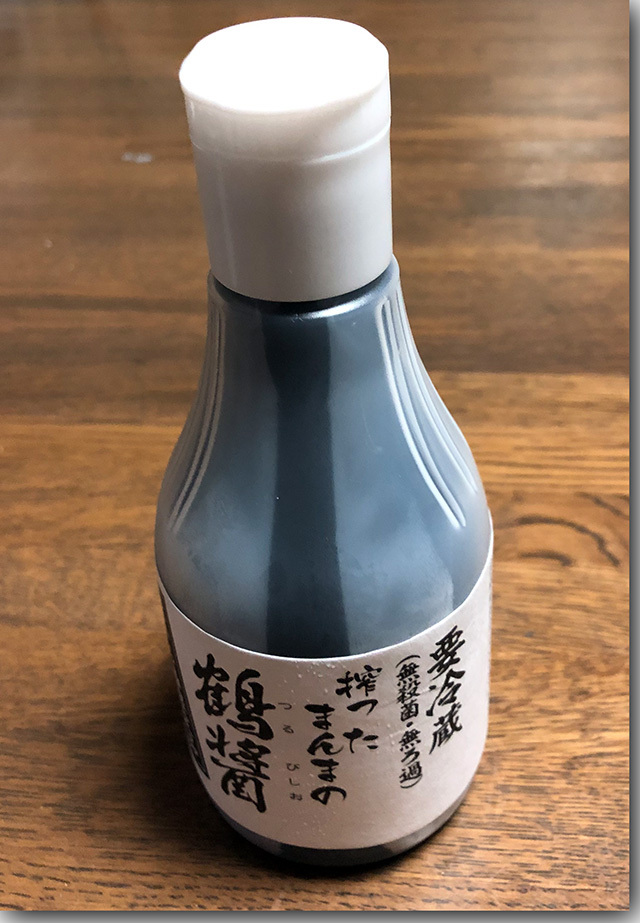 要冷蔵
(無殺菌・無ろ過)
搾った
まんまの
つるびしお
鶴醤